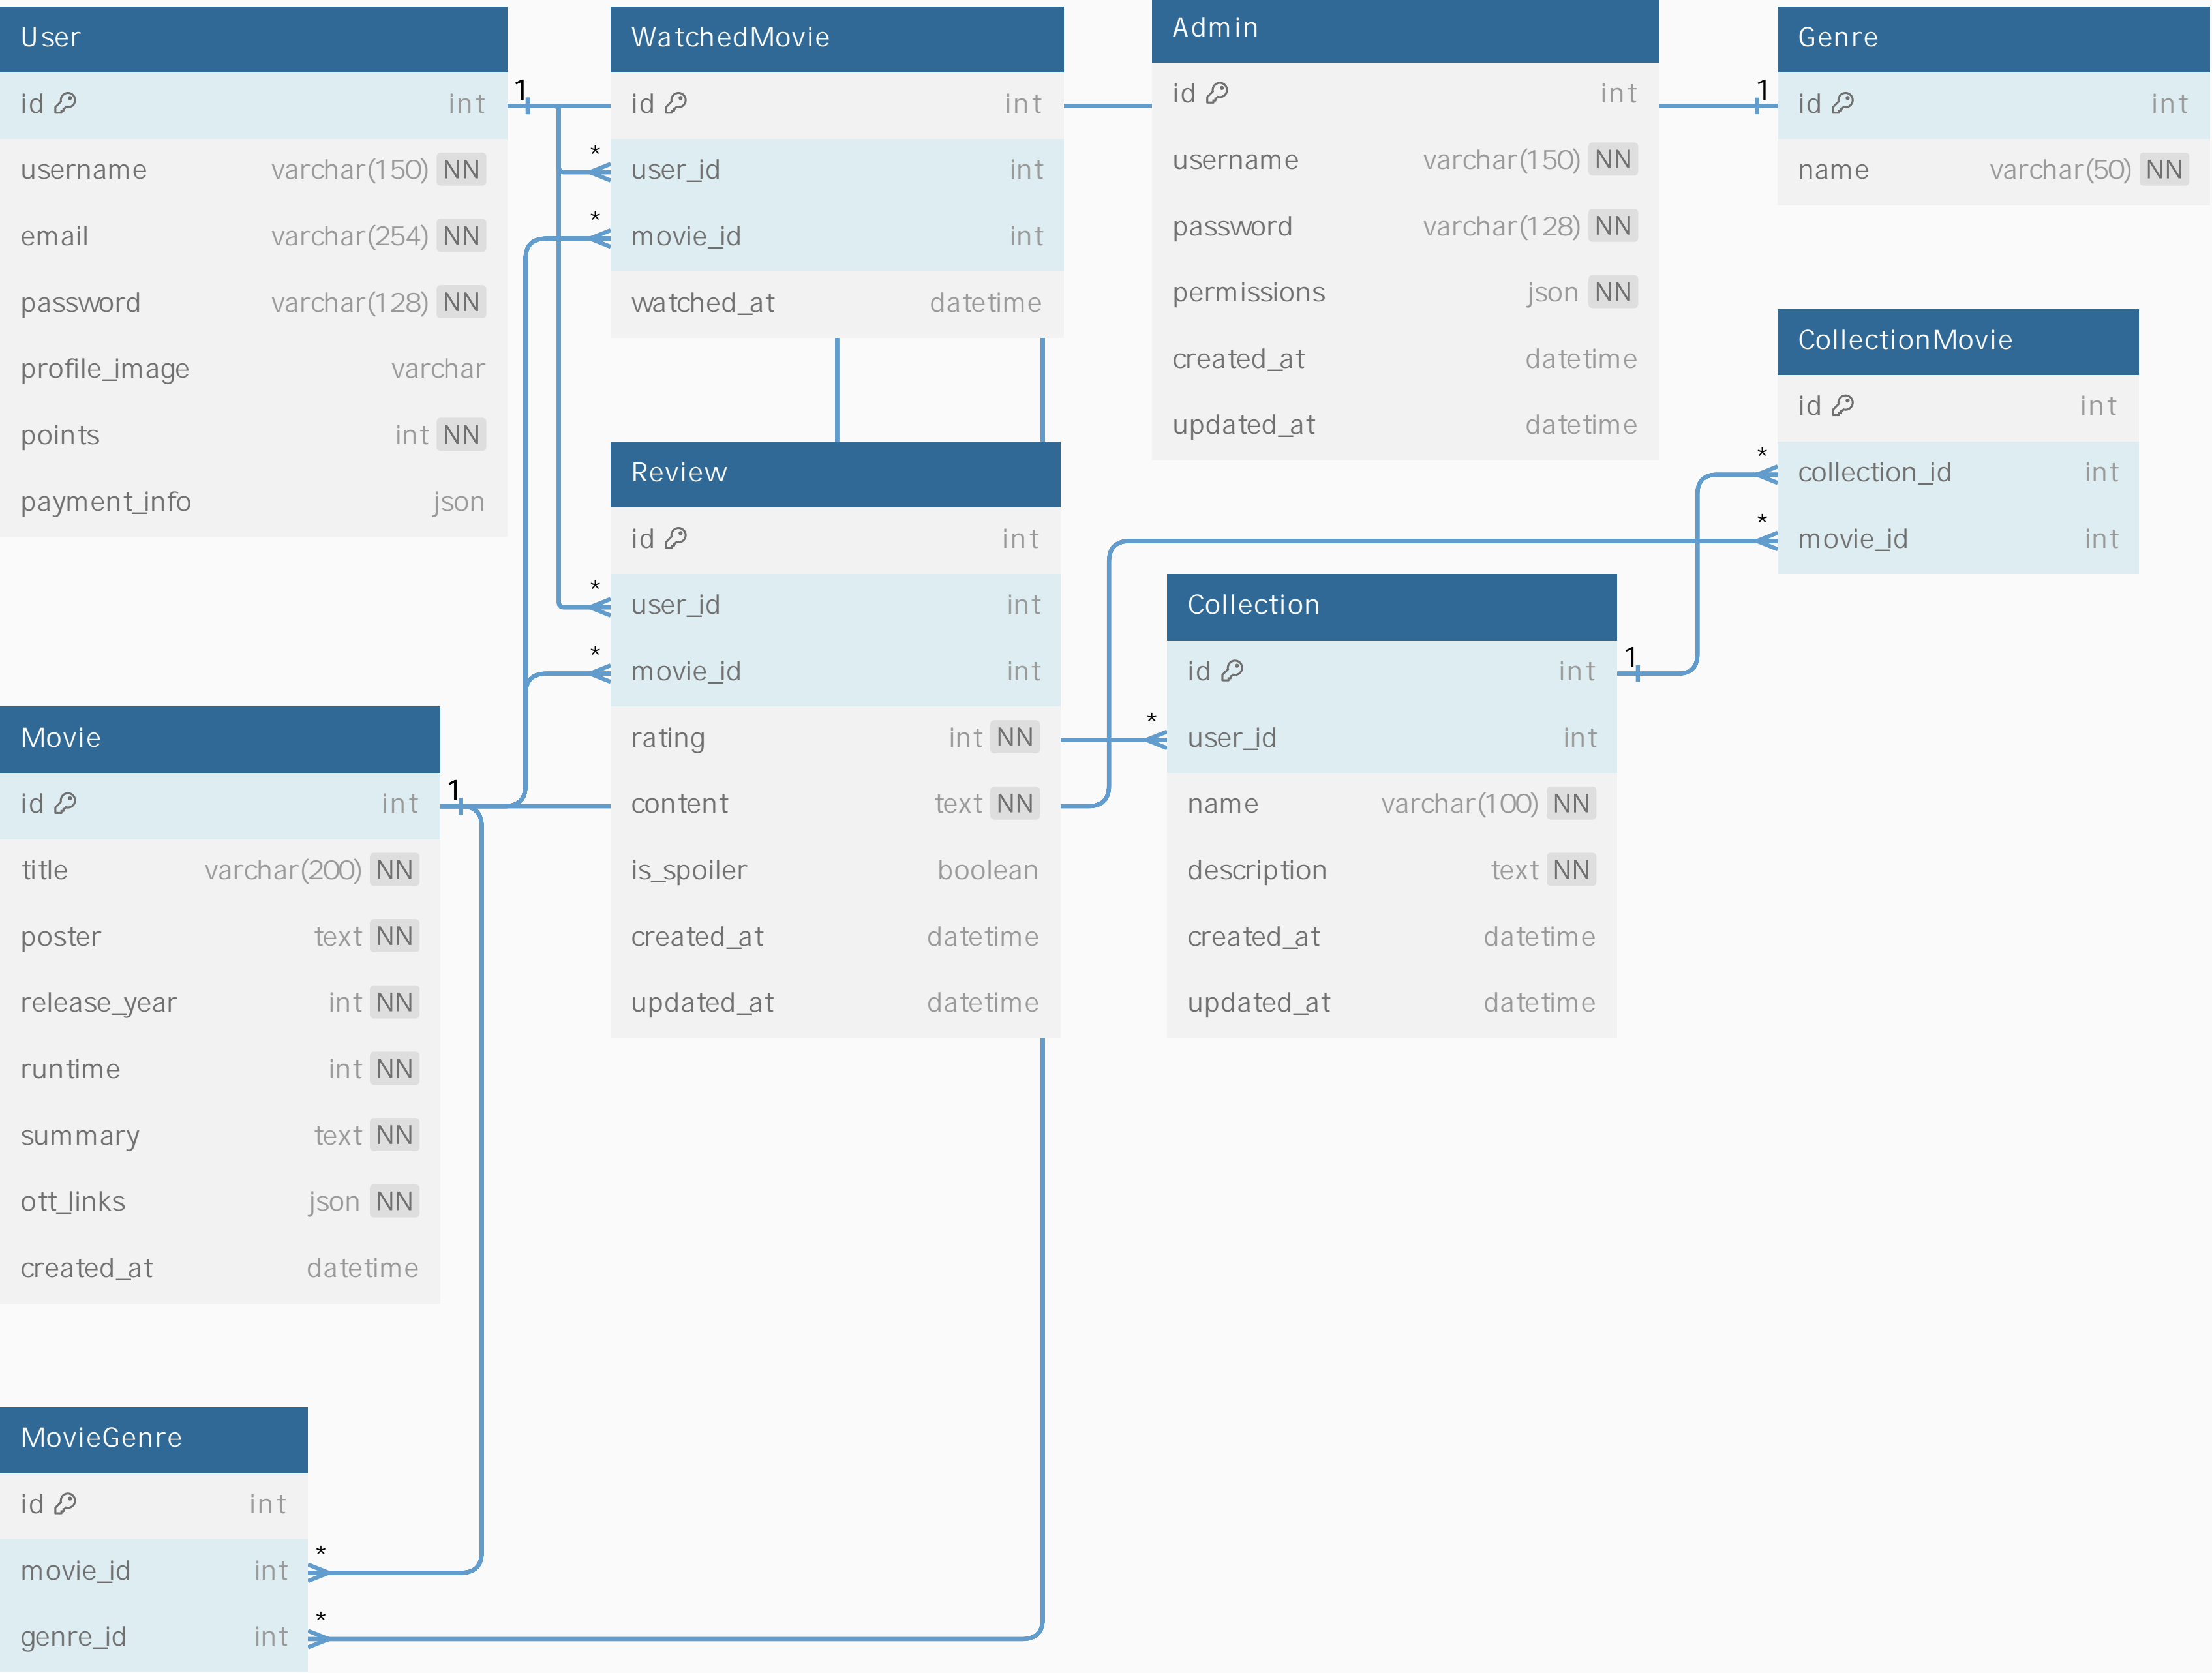 User
id int
username varchar(150) NN
email varchar(254) NN
password varchar(128) NN
profile_image varchar
points int NN
payment_info json
1
WatchedMovie
id int
* user_id int
* movie_id int
watched_at datetime
Admin
id int
username varchar(150) NN
password varchar(128) NN
permissions json NN
created_at datetime
updated_at datetime
Genre
1 id int
name varchar(50) NN
CollectionMovie
id int
* collection_id int
* movie_id int
Review
id int
* user_id int
* movie_id int
rating int NN
content text NN
is_spoiler boolean
created_at datetime
updated_at datetime
Collection
id int 1
* user_id int
name varchar(100) NN
description text NN
created_at datetime
updated_at datetime
Movie
id int 1
title varchar(200) NN
poster text NN
release_year int NN
runtime int NN
summary text NN
ott_links json NN
created_at datetime
MovieGenre
id int
movie_id int *
genre_id int *